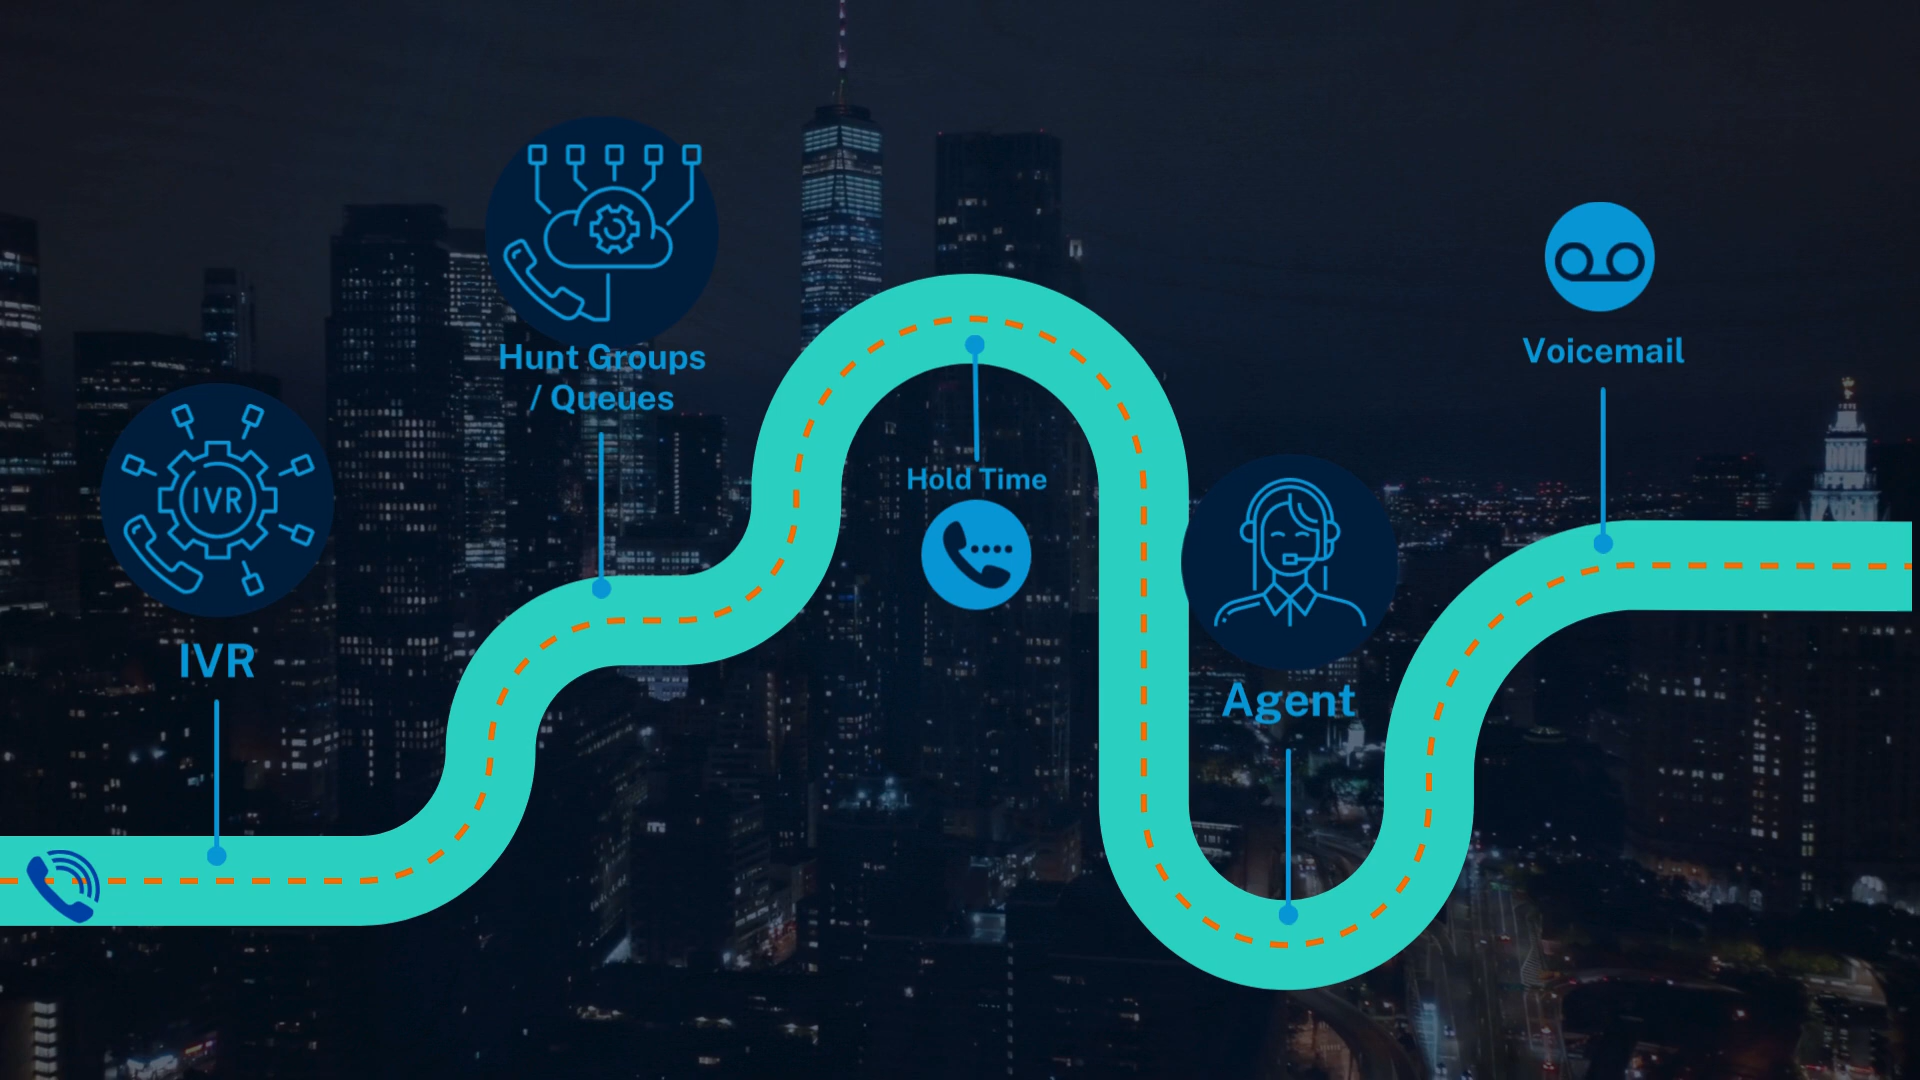 IVR
IVR
Hunt Groups
/ Queues
Hold Time
Agent
Voicemail